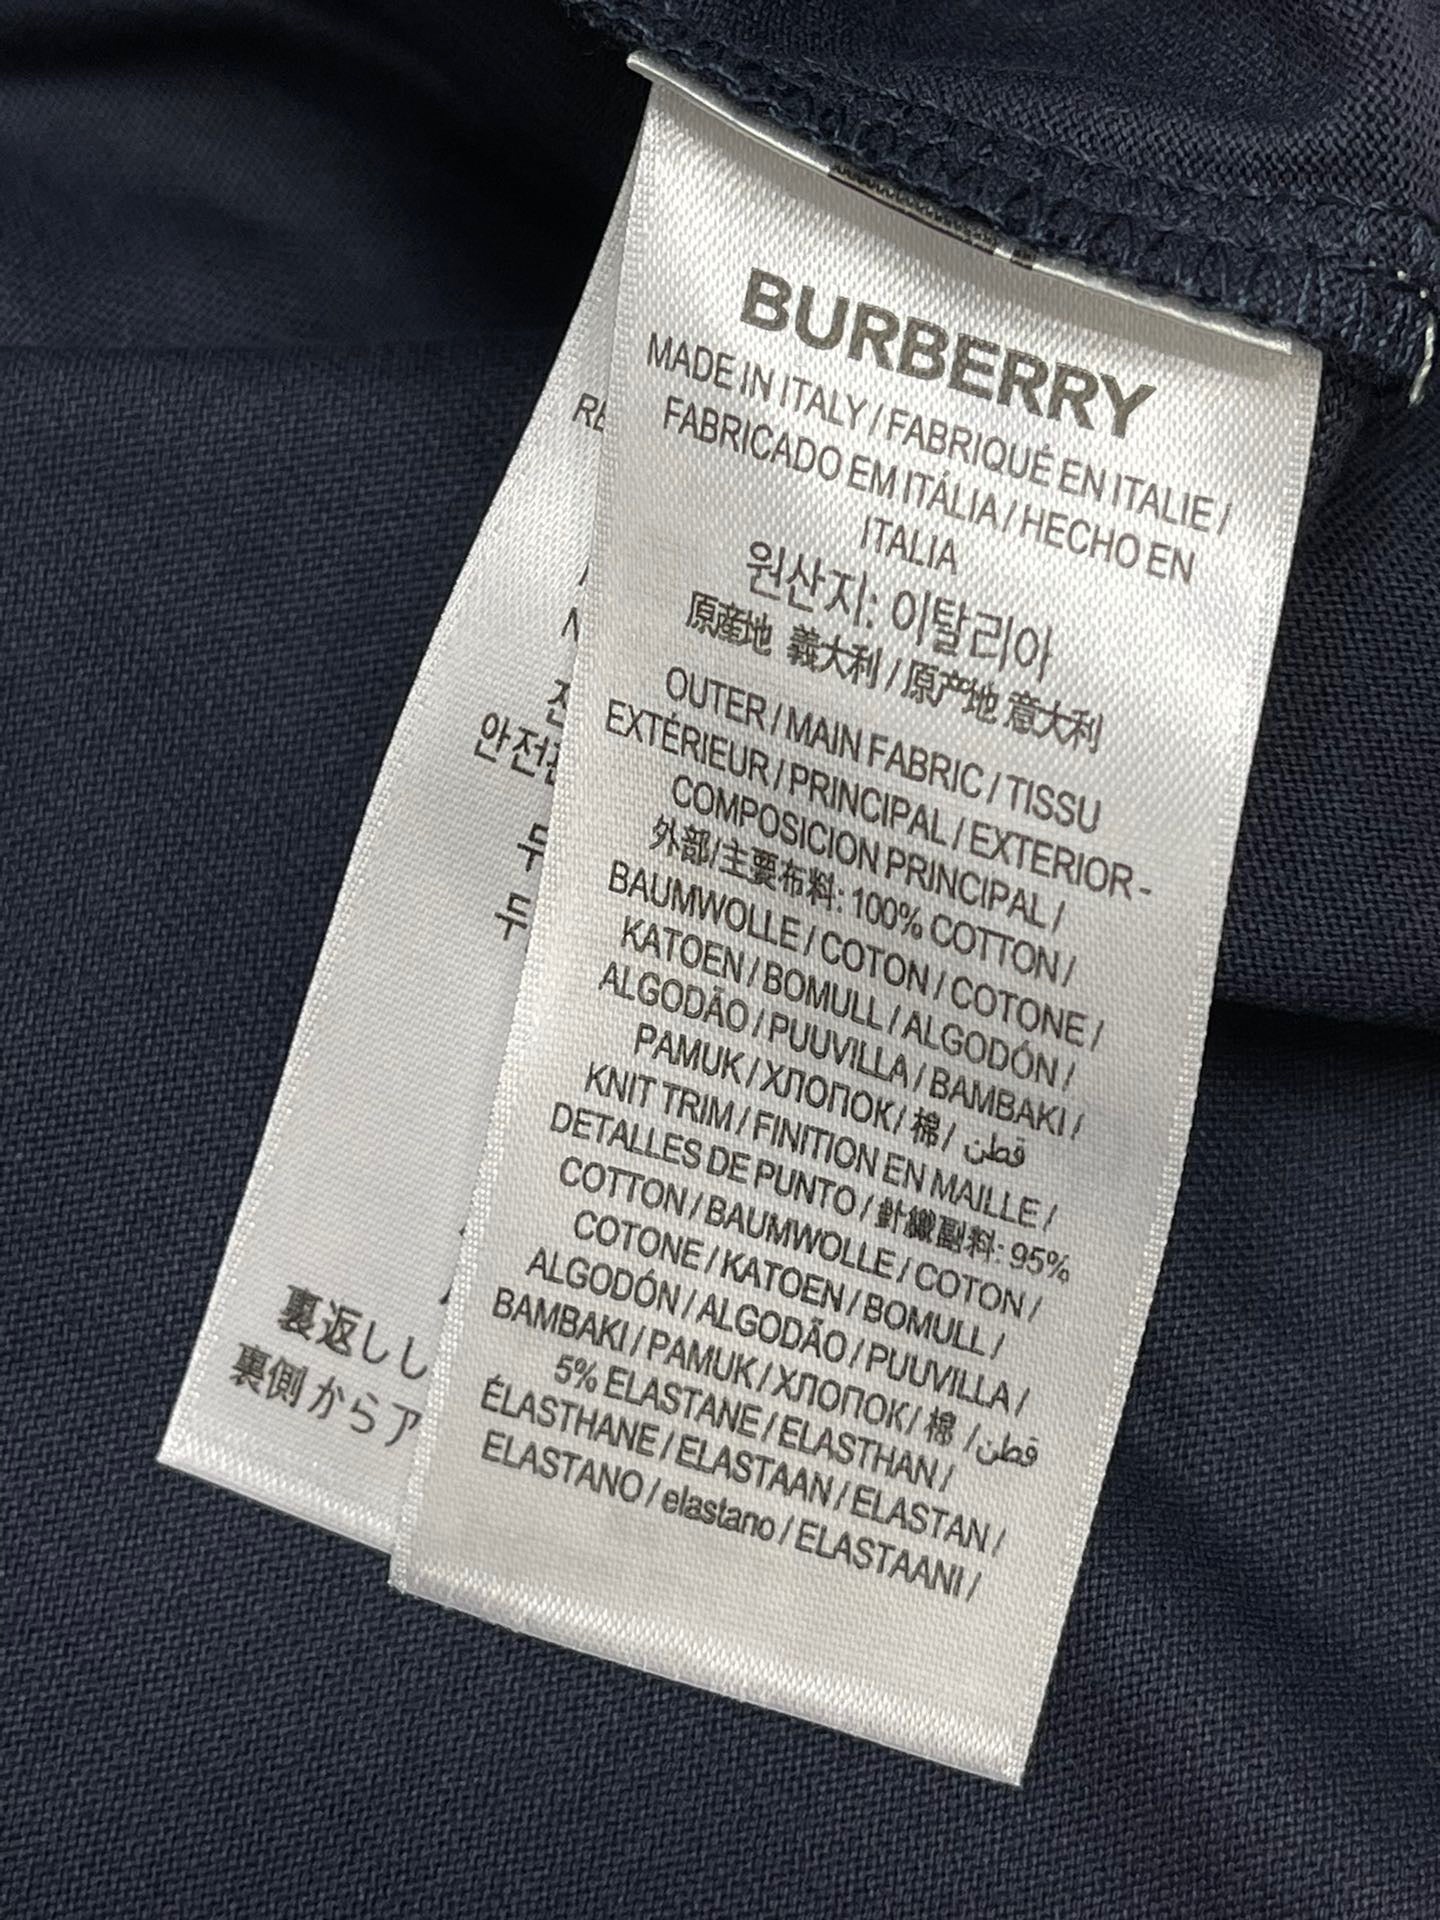 BURBERRY
MADE IN ITALY / FABRIQUÉ EN ITALIE /
FABRICADO EM ITÁLIA / HECHO EN
ITALIA
원산지: 이탈리아
原産地 義大利 / 原产地 意大利
OUTER / MAIN FABRIC / TISSU
EXTÉRIEUR / PRINCIPAL / EXTERIOR -
COMPOSICION PRINCIPAL /
外部/主要布料: 100% COTTON /
BAUMWOLLE / COTON / COTONE /
KATOEN / BOMULL / ALGODÓN /
ALGODÃO / PUUVILLA / BAMBAKI /
PAMUK / ХЛОПОК / 棉 / قطن
KNIT TRIM / FINITION EN MAILLE /
DETALLES DE PUNTO / 針織副料: 95%
COTTON / BAUMWOLLE / COTON /
COTONE / KATOEN / BOMULL /
ALGODÓN / ALGODÃO / PUUVILLA /
BAMBAKI / PAMUK / ХЛОПОК / 棉 / قطن
5% ELASTANE / ELASTHAN /
ÉLASTHANE / ELASTAAN / ELASTAN /
ELASTANO / elastano / ELASTAANI /
안전
두
裏返しし
裏側からア